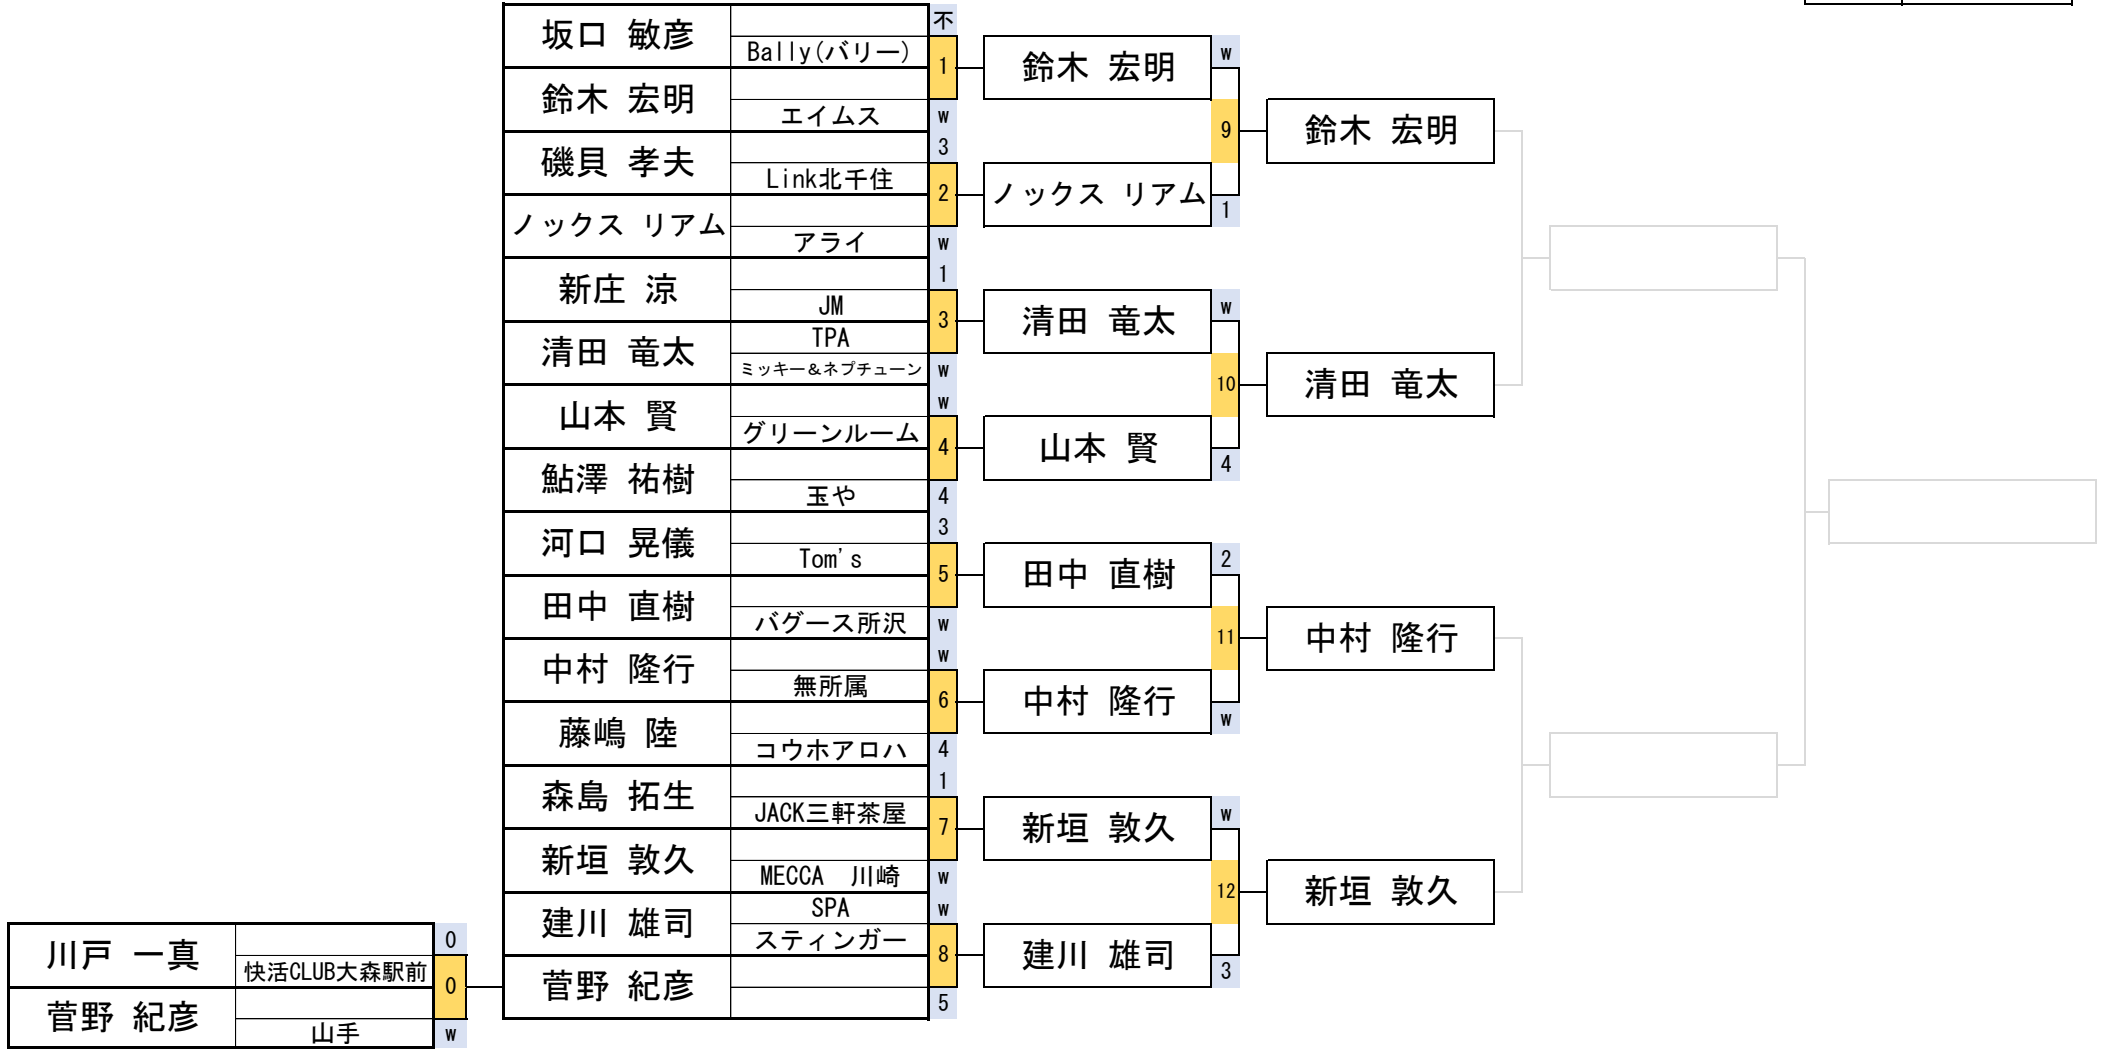 坂口 敏彦
不
Bally(バリー)
1
鈴木 宏明
w
鈴木 宏明
エイムス
w
9
鈴木 宏明
磯貝 孝夫
3
Link北千住
2
ノックス リアム
1
ノックス リアム
アライ
w
新庄 涼
1
JM
3
清田 竜太
w
清田 竜太
TPA
ミッキー&ネプチューン
w
10
清田 竜太
山本 賢
w
グリーンルーム
4
山本 賢
4
鮎澤 祐樹
玉や
4
河口 晃儀
3
Tom's
5
田中 直樹
2
田中 直樹
バグース所沢
w
11
中村 隆行
中村 隆行
w
無所属
6
中村 隆行
w
藤嶋 陸
コウホアロハ
4
森島 拓生
1
JACK三軒茶屋
7
新垣 敦久
w
新垣 敦久
MECCA 川崎
w
12
新垣 敦久
建川 雄司
SPA
w
スティンガー
8
建川 雄司
3
菅野 紀彦
5
川戸 一真
0
快活CLUB大森駅前
0
菅野 紀彦
山手
w